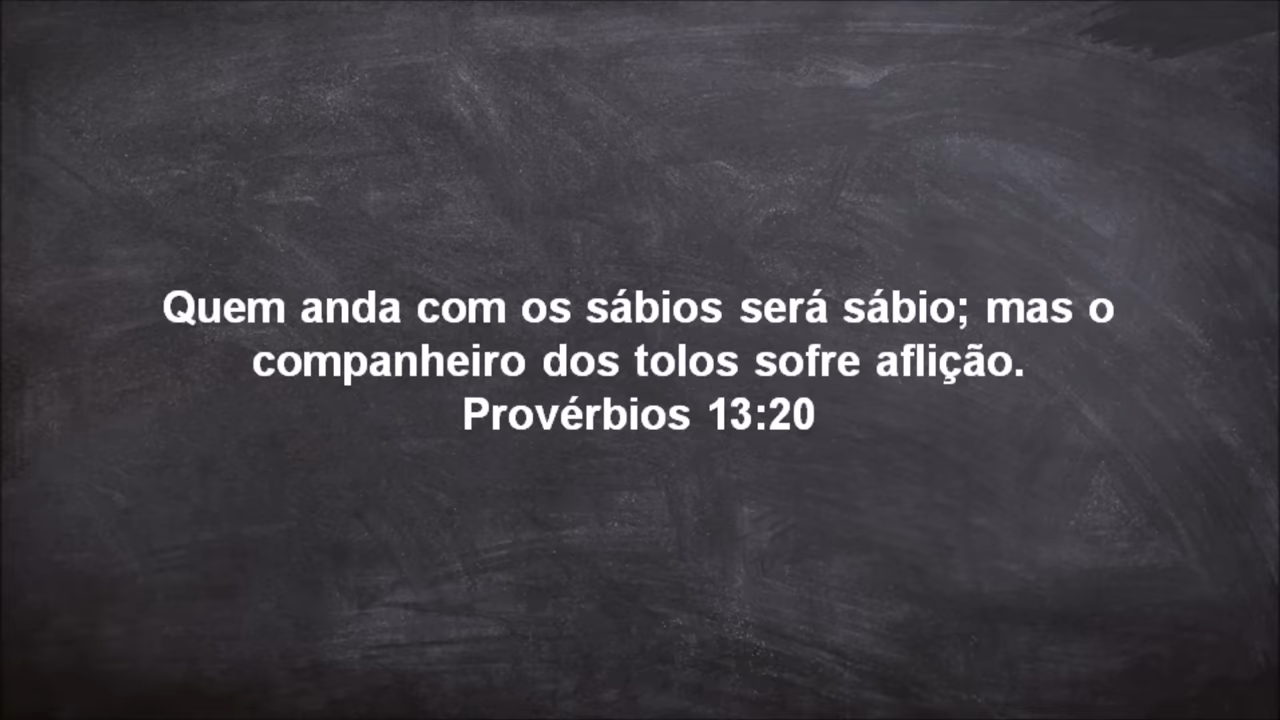 Quem anda com os sábios será sábio; mas o
companheiro dos tolos sofre aflição.
Provérbios 13:20